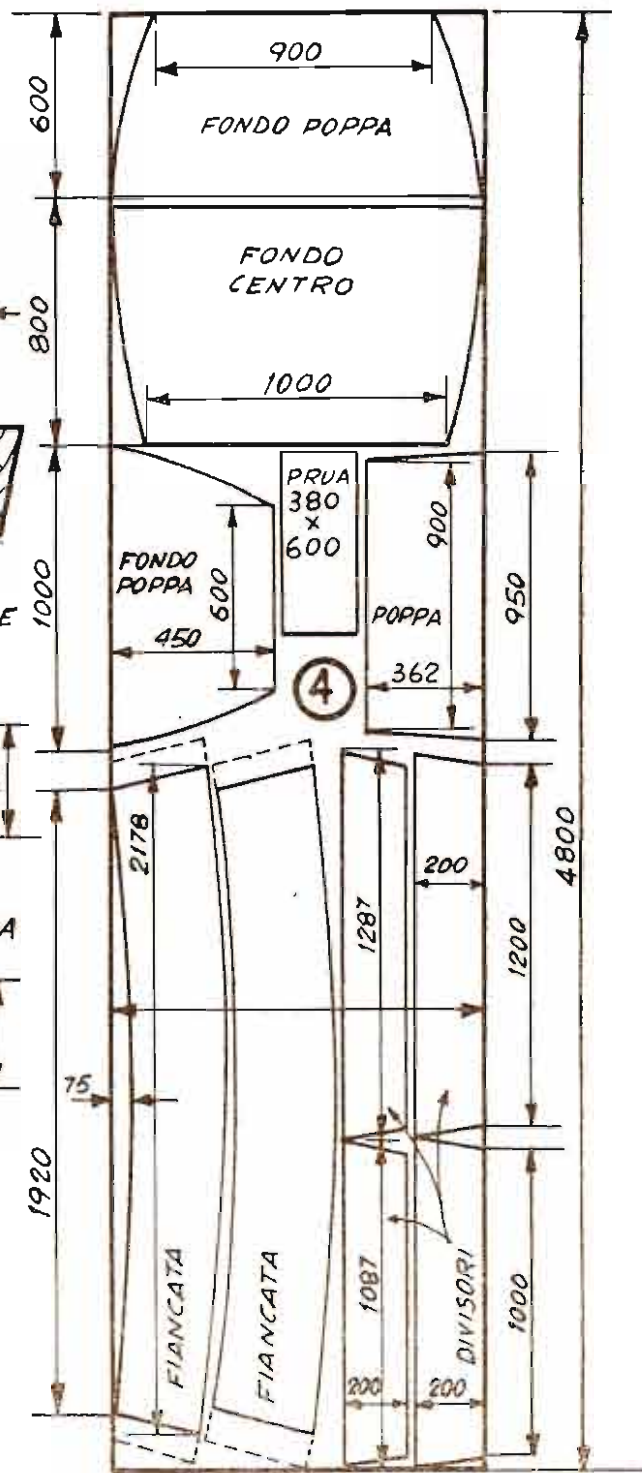 900
600
FONDO POPPA
FONDO
CENTRO
800
1000
PRUA
380
x
600
FONDO
POPPA
600
450
1000
900
950
POPPA
362
4
E
2178
1287
200
1200
4800
A
75
1920
FIANCATA
FIANCATA
1087
200
DIVISORI
200
1000